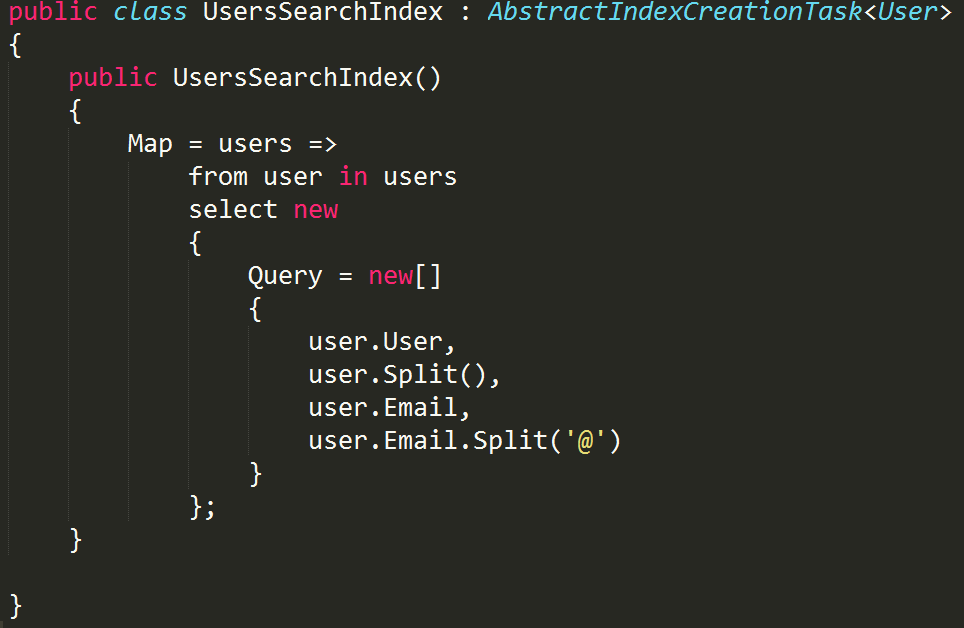 public class UsersSearchIndex : AbstractIndexCreationTask<User>
{
    public UsersSearchIndex()
    {
        Map = users =>
            from user in users
            select new
            {
                Query = new[]
                {
                    user.User,
                    user.Split(),
                    user.Email,
                    user.Email.Split('@')
                }
            };
    }

}